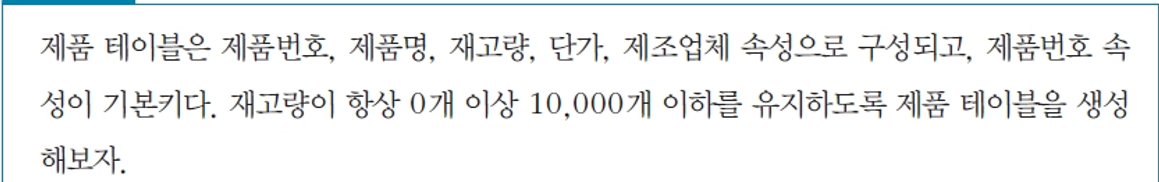 제품 테이블은 제품번호, 제품명, 재고량, 단가, 제조업체 속성으로 구성되고, 제품번호 속
성이 기본키다. 재고량이 항상 0개 이상 10,000개 이하를 유지하도록 제품 테이블을 생성
해보자.